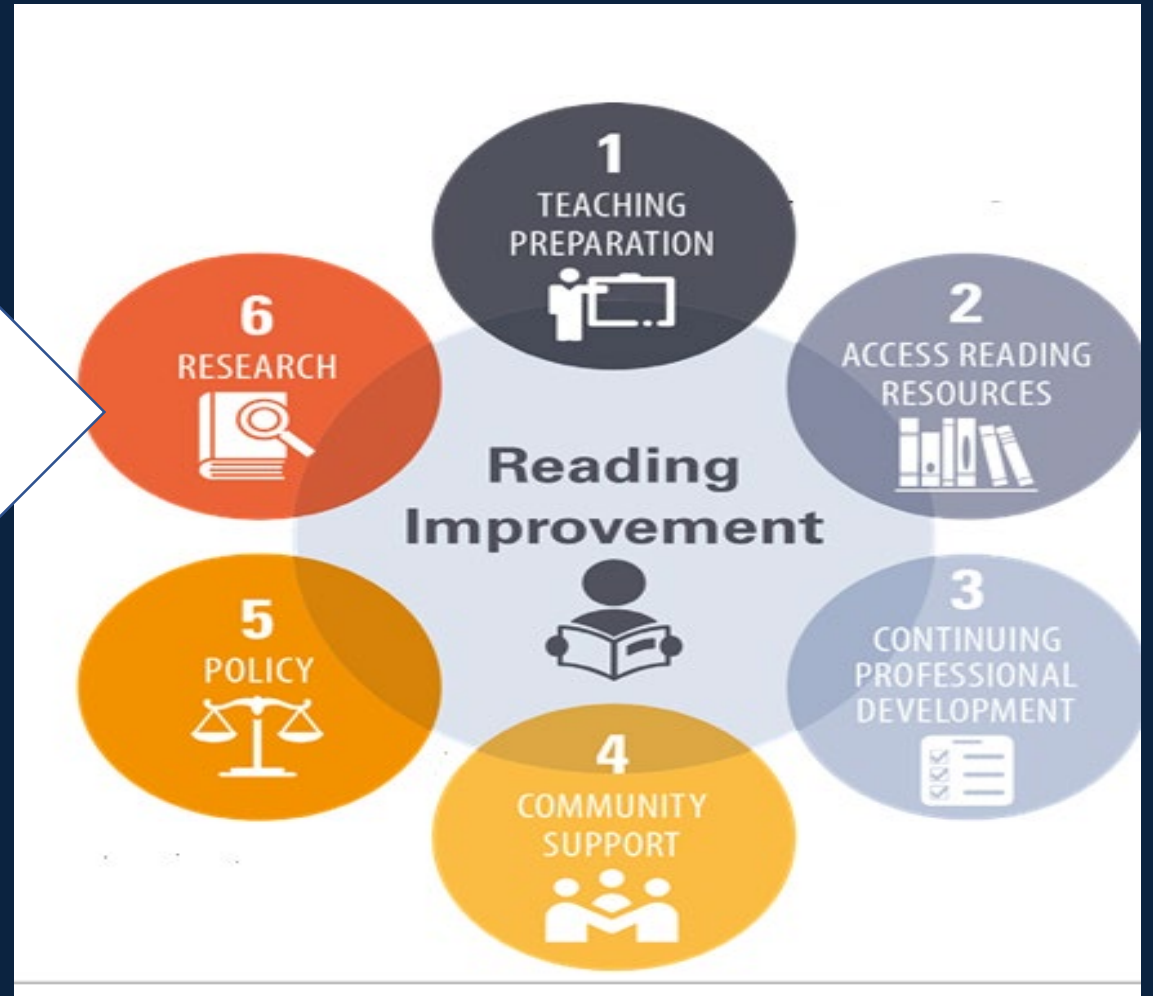 1
TEACHING
PREPARATION
2
ACCESS READING
RESOURCES
3
CONTINUING
PROFESSIONAL
DEVELOPMENT
4
COMMUNITY
SUPPORT
5
POLICY
6
RESEARCH
Reading
Improvement